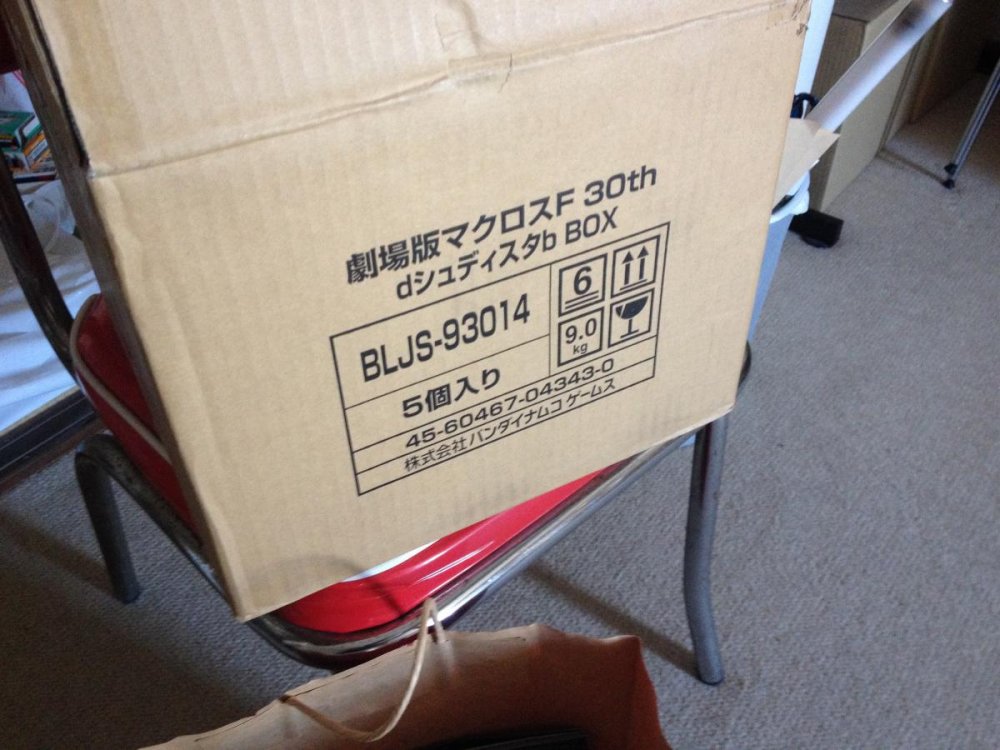 劇場版マクロスF 30th
dシュディスタb BOX
BLJS-93014
6
9.0
kg
5個入り
45-60467-04343-0
株式会社 バンダイナムコ ゲームス